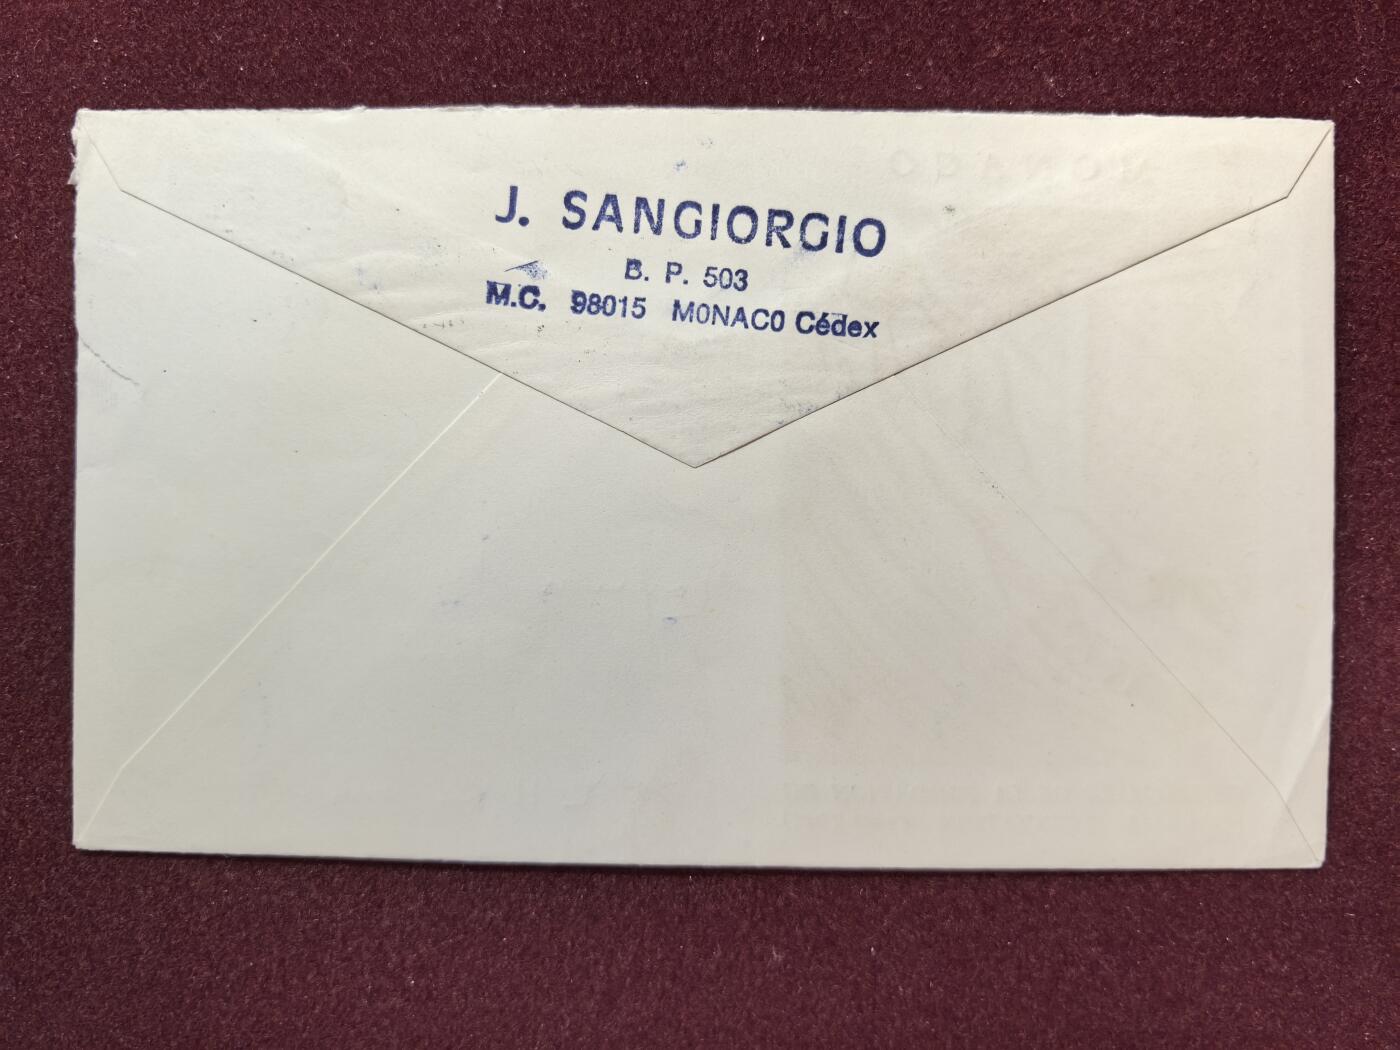 J. SANGIORGIO
B. P. 503
M.C. 98015 MONACO Cédex